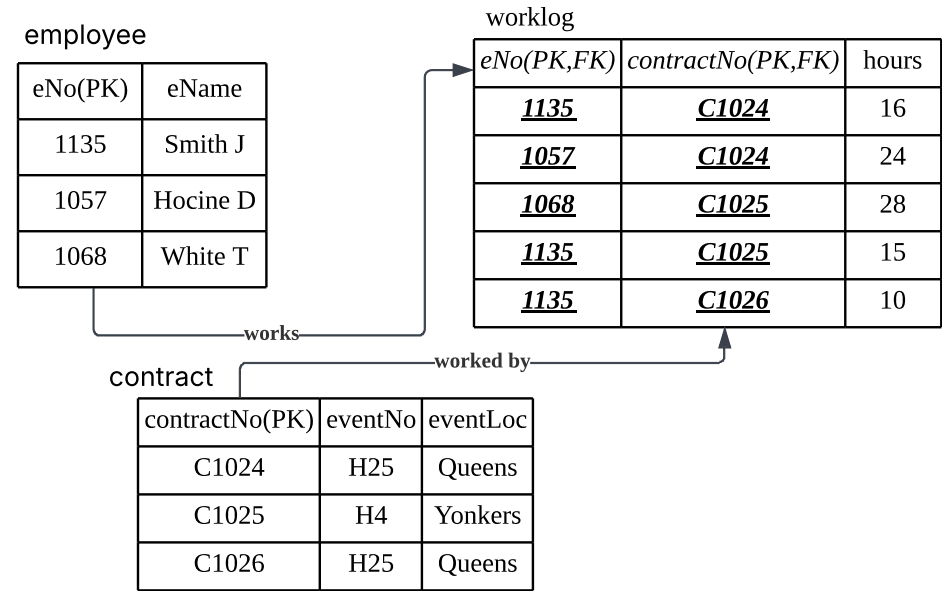 employee
eNo(PK) eName
1135 Smith J
1057 Hocine D
1068 White T
worklog
eNo(PK,FK) contractNo(PK,FK) hours
1135 C1024 16
1057 C1024 24
1068 C1025 28
1135 C1025 15
1135 C1026 10
works
worked by
contract
contractNo(PK) eventNo eventLoc
C1024 H25 Queens
C1025 H4 Yonkers
C1026 H25 Queens